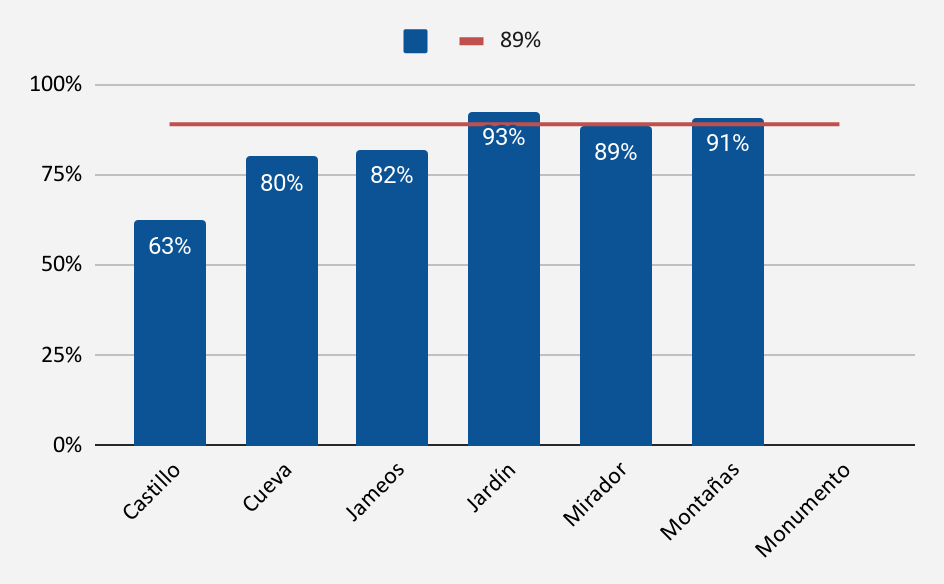 89%
100%
75%
50%
25%
0%
63%
80%
82%
93%
89%
91%
Castillo
Cueva
Jameos
Jardín
Mirador
Montañas
Monumento